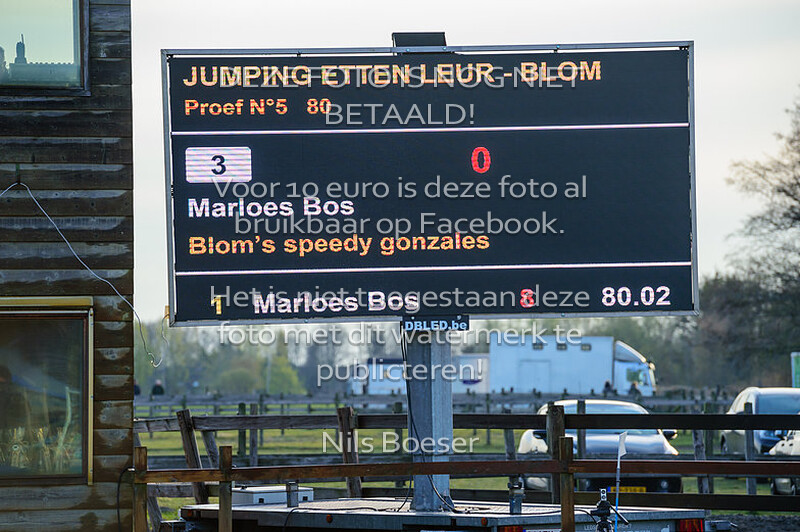 JUMPING ETTEN LEUR - BLOM
DEZE FOTO IS NOG NIET
BETAALD!
Proef N°5 80
3 0
Voor 10 euro is deze foto al
bruikbaar op Facebook.
Marloes Bos
Blom's speedy gonzales
Het is niet toegestaan deze
foto met dit watermerk te
publiceren!
1 Marloes Bos 8 80.02
DBLED.be
Nils Boeser